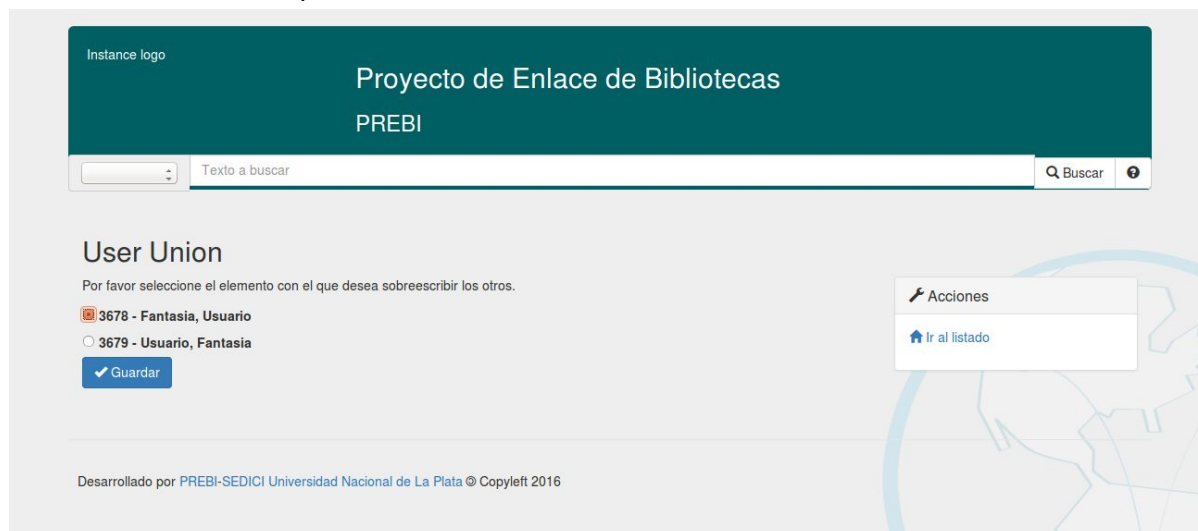 Instance logo
Proyecto de Enlace de Bibliotecas
PREBI
Texto a buscar
Buscar
User Union
Por favor seleccione el elemento con el que desea sobreescribir los otros.
3678 - Fantasia, Usuario
3679 - Usuario, Fantasia
Guardar
Acciones
Ir al listado
Desarrollado por PREBI-SEDICI Universidad Nacional de La Plata @ Copyleft 2016